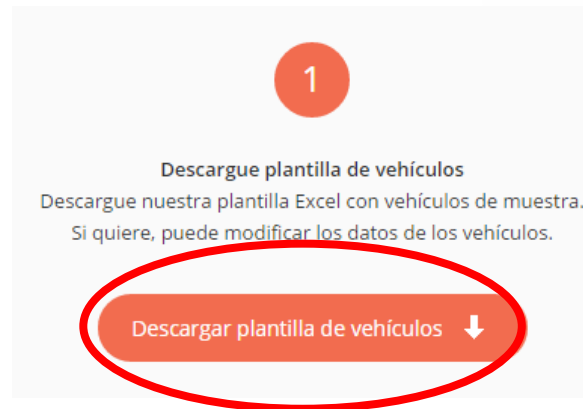 1
Descargue plantilla de vehículos
Descargue nuestra plantilla Excel con vehículos de muestra.
Si quiere, puede modificar los datos de los vehículos.
Descargar plantilla de vehículos